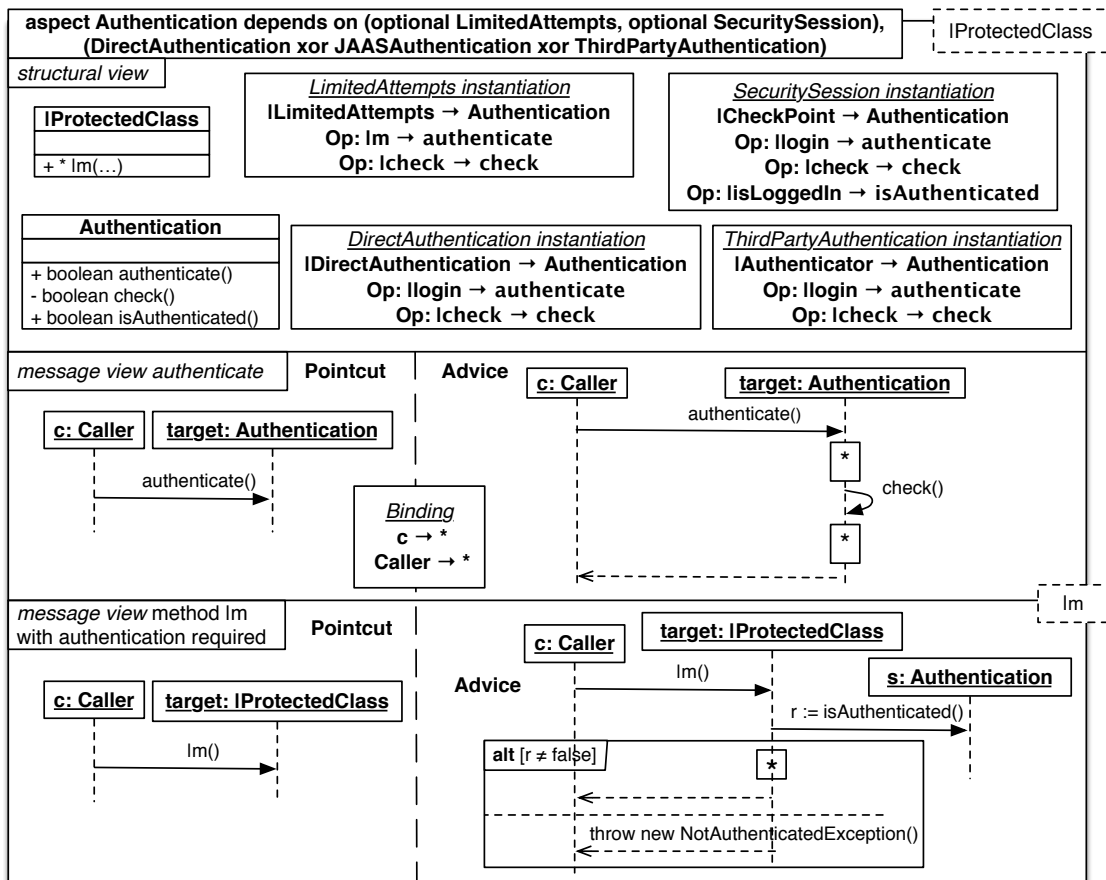 aspect Authentication depends on (optional LimitedAttempts, optional SecuritySession),
(DirectAuthentication xor JAASAuthentication xor ThirdPartyAuthentication)
|ProtectedClass
structural view
|ProtectedClass
+ * |m(...)
LimitedAttempts instantiation
|LimitedAttempts → Authentication
Op: |m → authenticate
Op: |check → check
SecuritySession instantiation
|CheckPoint → Authentication
Op: |login → authenticate
Op: |check → check
Op: |isLoggedIn → isAuthenticated
Authentication
+ boolean authenticate()
- boolean check()
+ boolean isAuthenticated()
DirectAuthentication instantiation
|DirectAuthentication → Authentication
Op: |login → authenticate
Op: |check → check
ThirdPartyAuthentication instantiation
|Authenticator → Authentication
Op: |login → authenticate
Op: |check → check
message view authenticate
Pointcut
c: Caller
target: Authentication
authenticate()
Binding
c → *
Caller → *
Advice
c: Caller
target: Authentication
authenticate()
*
check()
*
|m
message view method |m
with authentication required
Pointcut
c: Caller
target: |ProtectedClass
|m()
Advice
c: Caller
target: |ProtectedClass
s: Authentication
|m()
r := isAuthenticated()
alt [r ≠ false]
*
throw new NotAuthenticatedException()